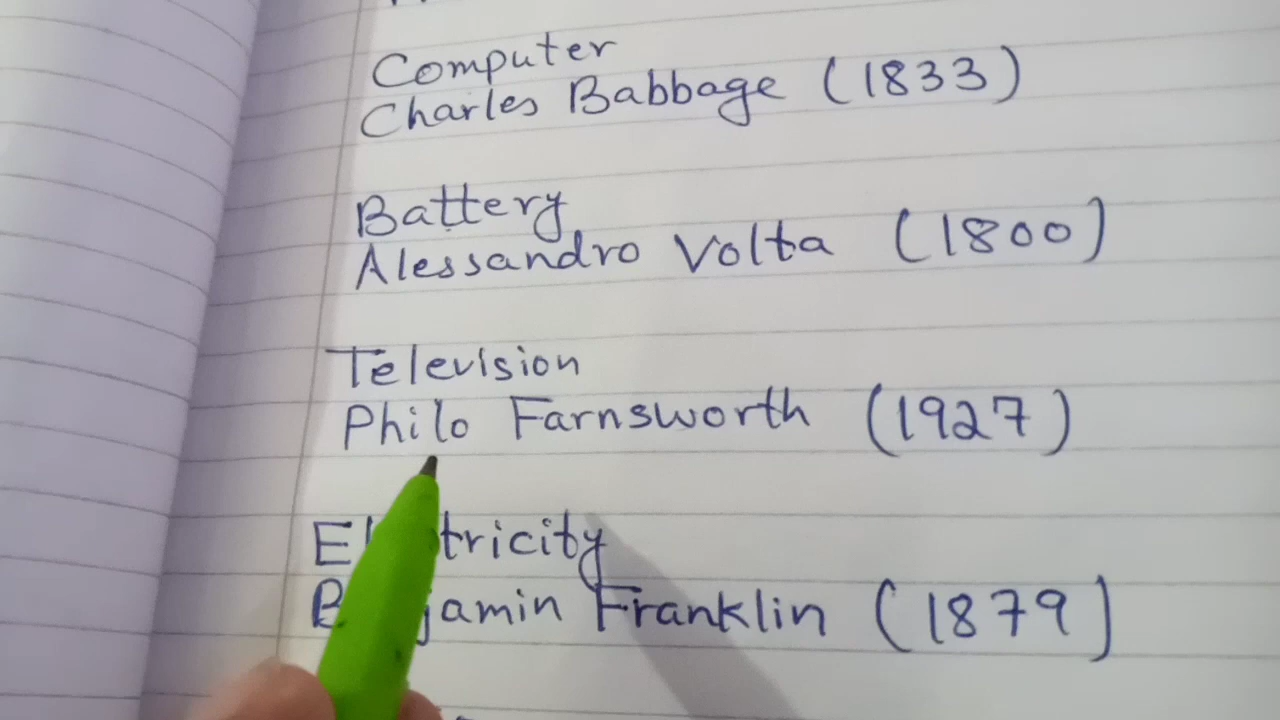 Computer
Charles Babbage (1833)
Battery
Alessandro Volta (1800)
Television
Philo Farnsworth (1927)
Franklin (1879)